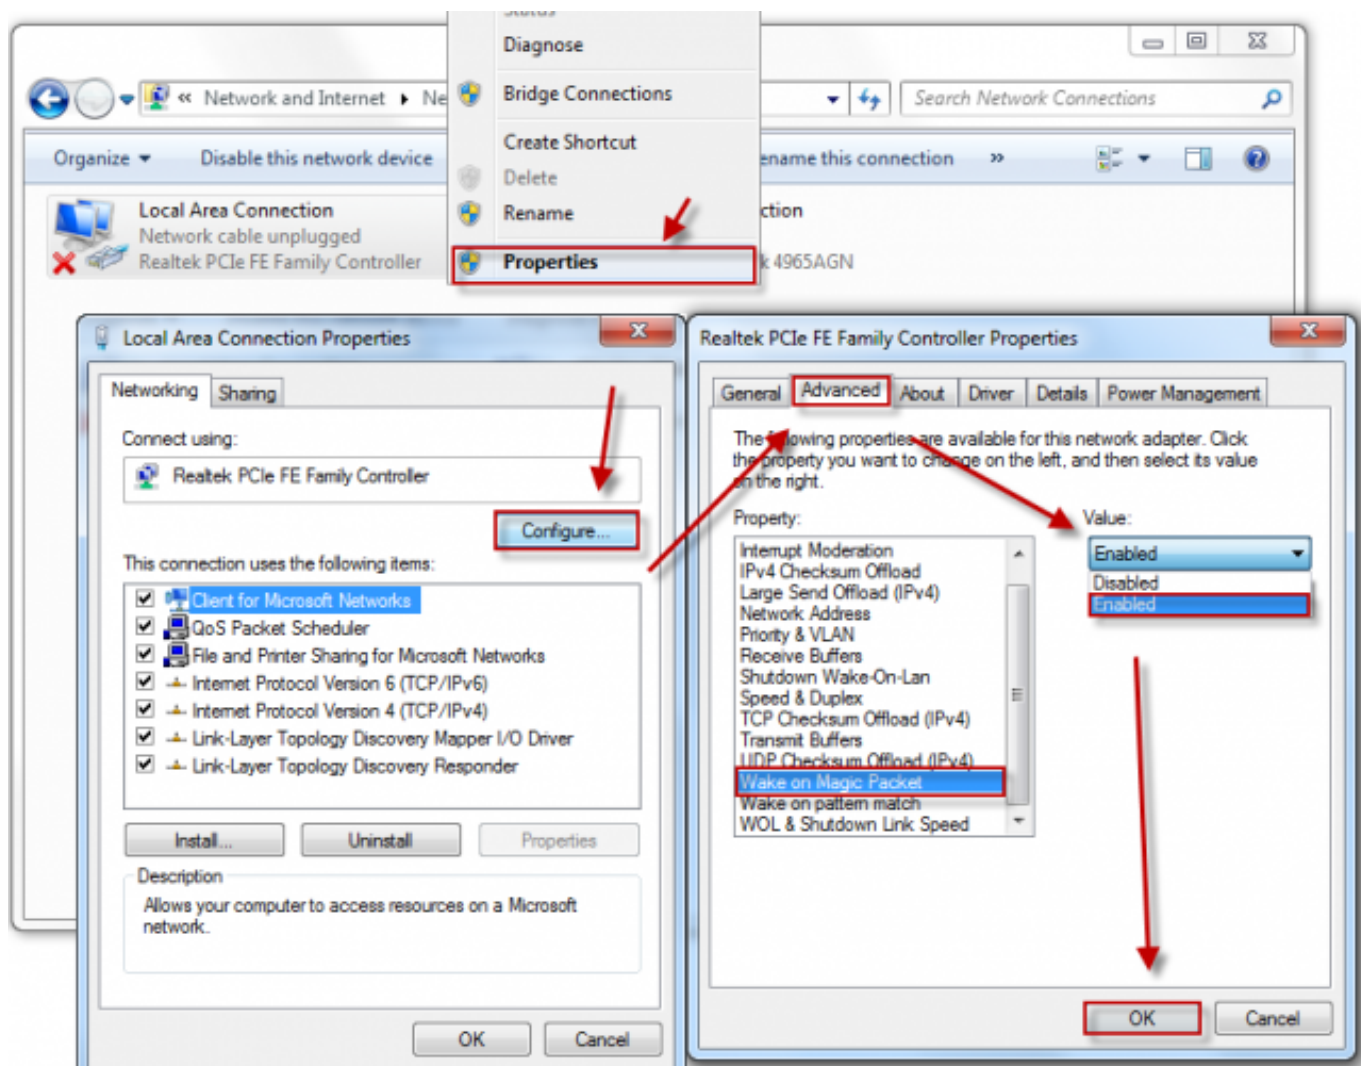 Status
Diagnose
Bridge Connections
Create Shortcut
Delete
Rename
Properties
« Network and Internet ▸ Ne
Search Network Connections
Organize
Disable this network device
ename this connection »
Local Area Connection
Network cable unplugged
Realtek PCIe FE Family Controller
ction
k 4965AGN
Local Area Connection Properties
Networking
Sharing
Connect using:
Realtek PCIe FE Family Controller
Configure...
This connection uses the following items:
Client for Microsoft Networks
QoS Packet Scheduler
File and Printer Sharing for Microsoft Networks
Internet Protocol Version 6 (TCP/IPv6)
Internet Protocol Version 4 (TCP/IPv4)
Link-Layer Topology Discovery Mapper I/O Driver
Link-Layer Topology Discovery Responder
Install...
Uninstall
Properties
Description
Allows your computer to access resources on a Microsoft
network.
OK
Cancel
Realtek PCIe FE Family Controller Properties
General
Advanced
About
Driver
Details
Power Management
The following properties are available for this network adapter. Click
the property you want to change on the left, and then select its value
on the right.
Property:
Value:
Interrupt Moderation
IPv4 Checksum Offload
Large Send Offload (IPv4)
Network Address
Priority & VLAN
Receive Buffers
Shutdown Wake-On-Lan
Speed & Duplex
TCP Checksum Offload (IPv4)
Transmit Buffers
UDP Checksum Offload (IPv4)
Wake on Magic Packet
Wake on pattern match
WOL & Shutdown Link Speed
Enabled
Disabled
Enabled
OK
Cancel